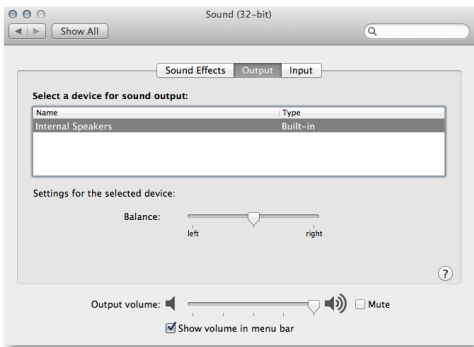 Sound (32-bit)
Show All
Sound Effects Output Input
Select a device for sound output:
Name Type
Internal Speakers Built-in
Settings for the selected device:
Balance:
left right
?
Output volume: Mute
Show volume in menu bar